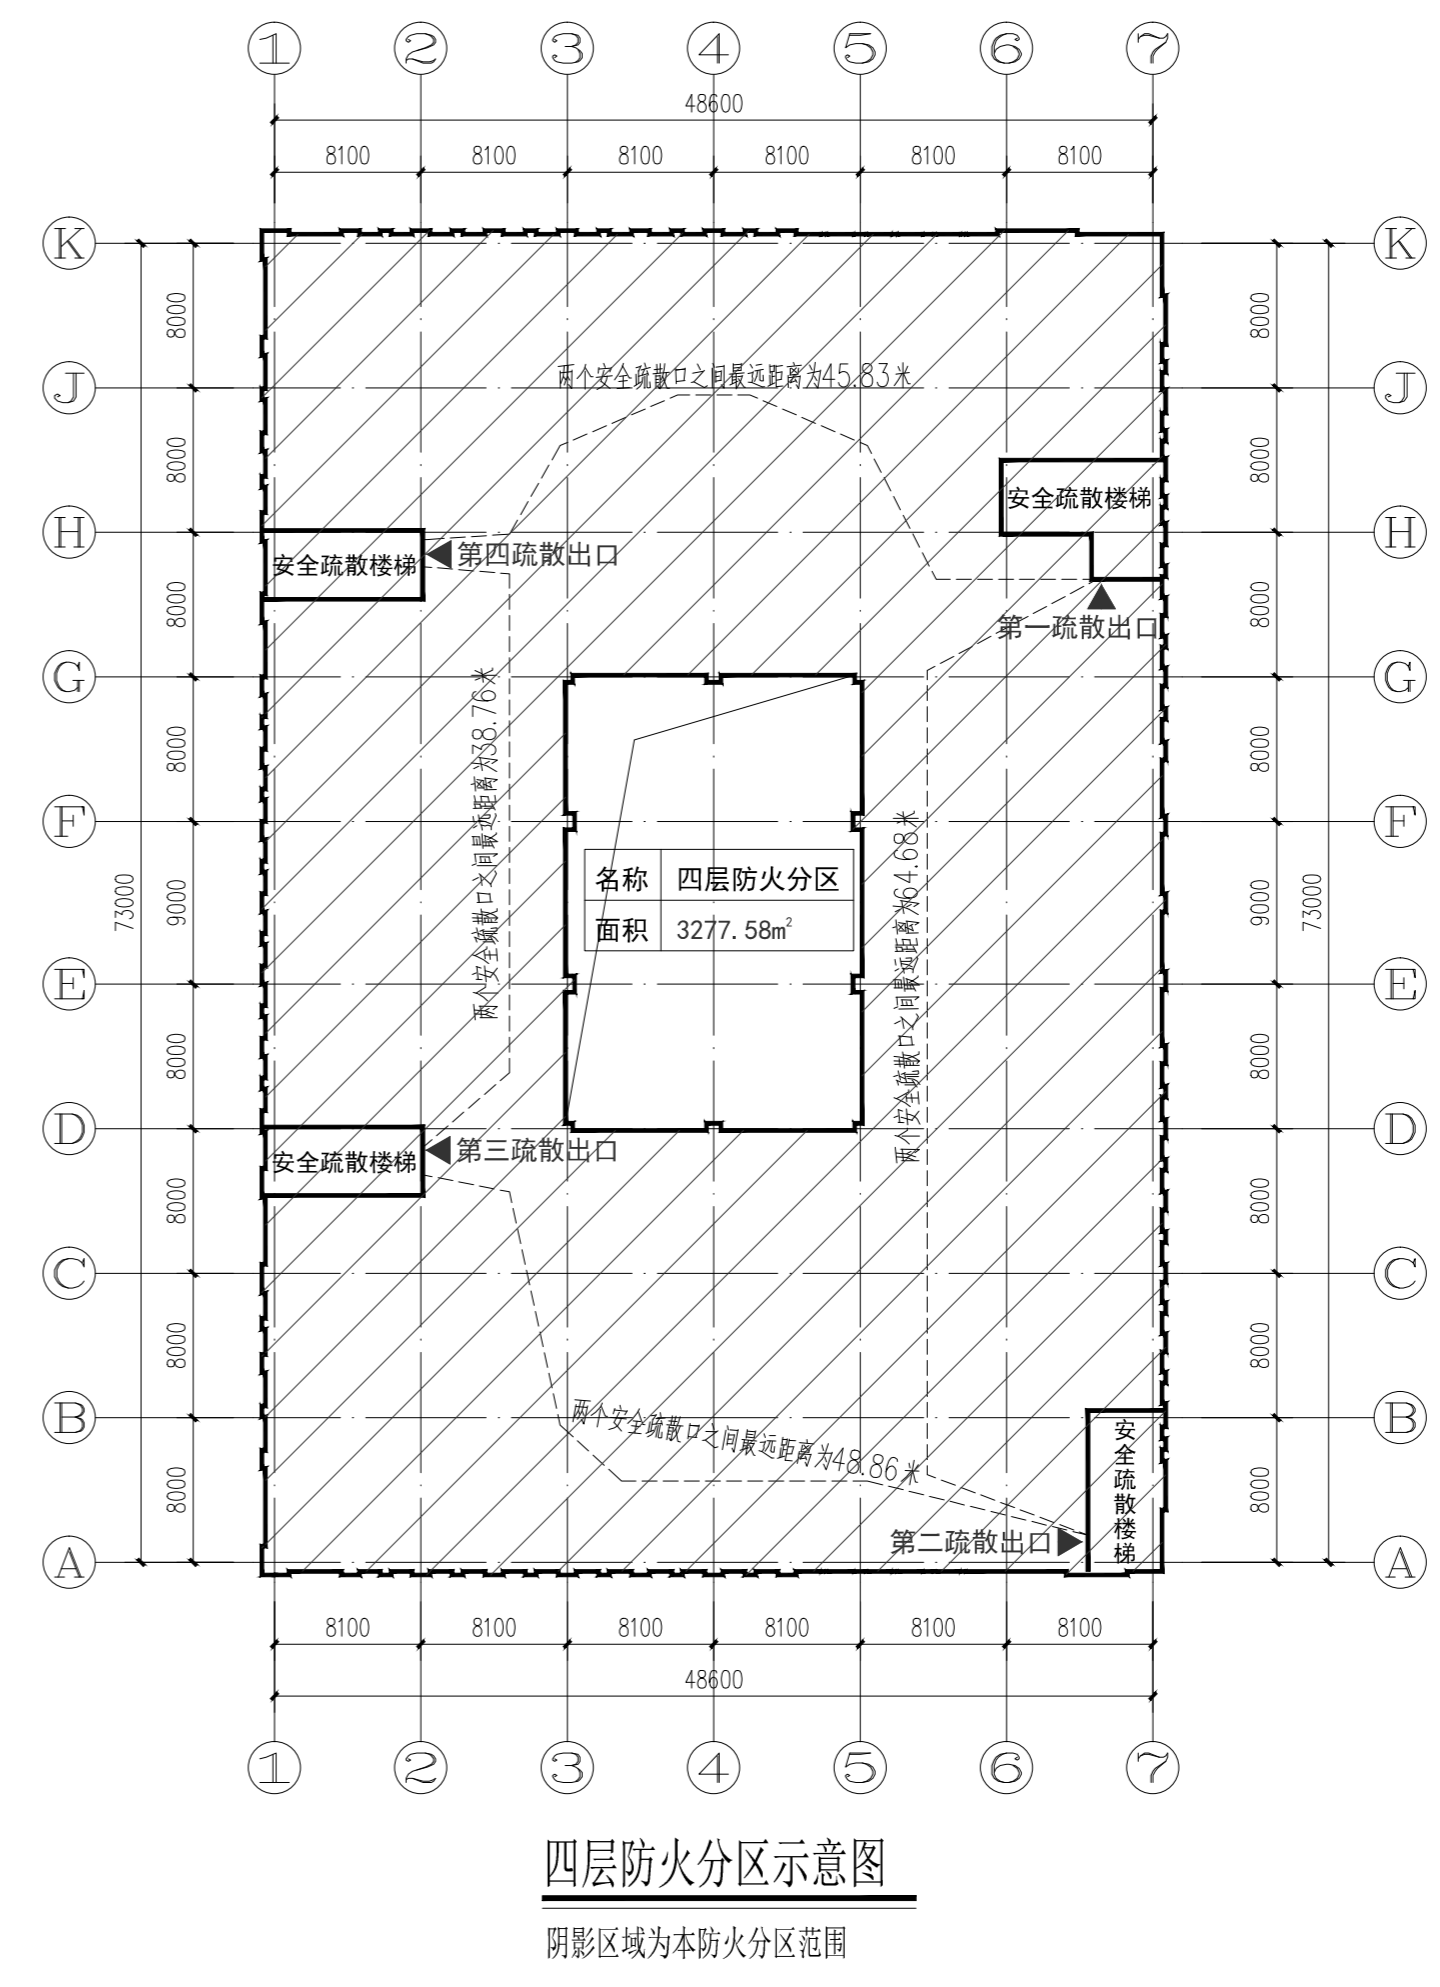 1 2 3 4 5 6 7
48600
8100 8100 8100 8100 8100 8100
K K
8000 8000
两个安全疏散口之间最远距离为45.83米
J J
8000 8000
安全疏散楼梯
H H
第四疏散出口
安全疏散楼梯
8000 8000
第一疏散出口
G G
两个安全疏散口之间最远距离为38.76米
8000 8000
F F
两个安全疏散口之间最远距离为64.68米
名称 四层防火分区
73000 9000 9000 73000
面积 3277.58m²
E E
8000 8000
D D
第三疏散出口
安全疏散楼梯
8000 8000
C C
8000 8000
两个安全疏散口之间最远距离为48.86米
B B
安全疏散楼梯
8000 8000
第二疏散出口
A A
8100 8100 8100 8100 8100 8100
48600
1 2 3 4 5 6 7
四层防火分区示意图
阴影区域为本防火分区范围